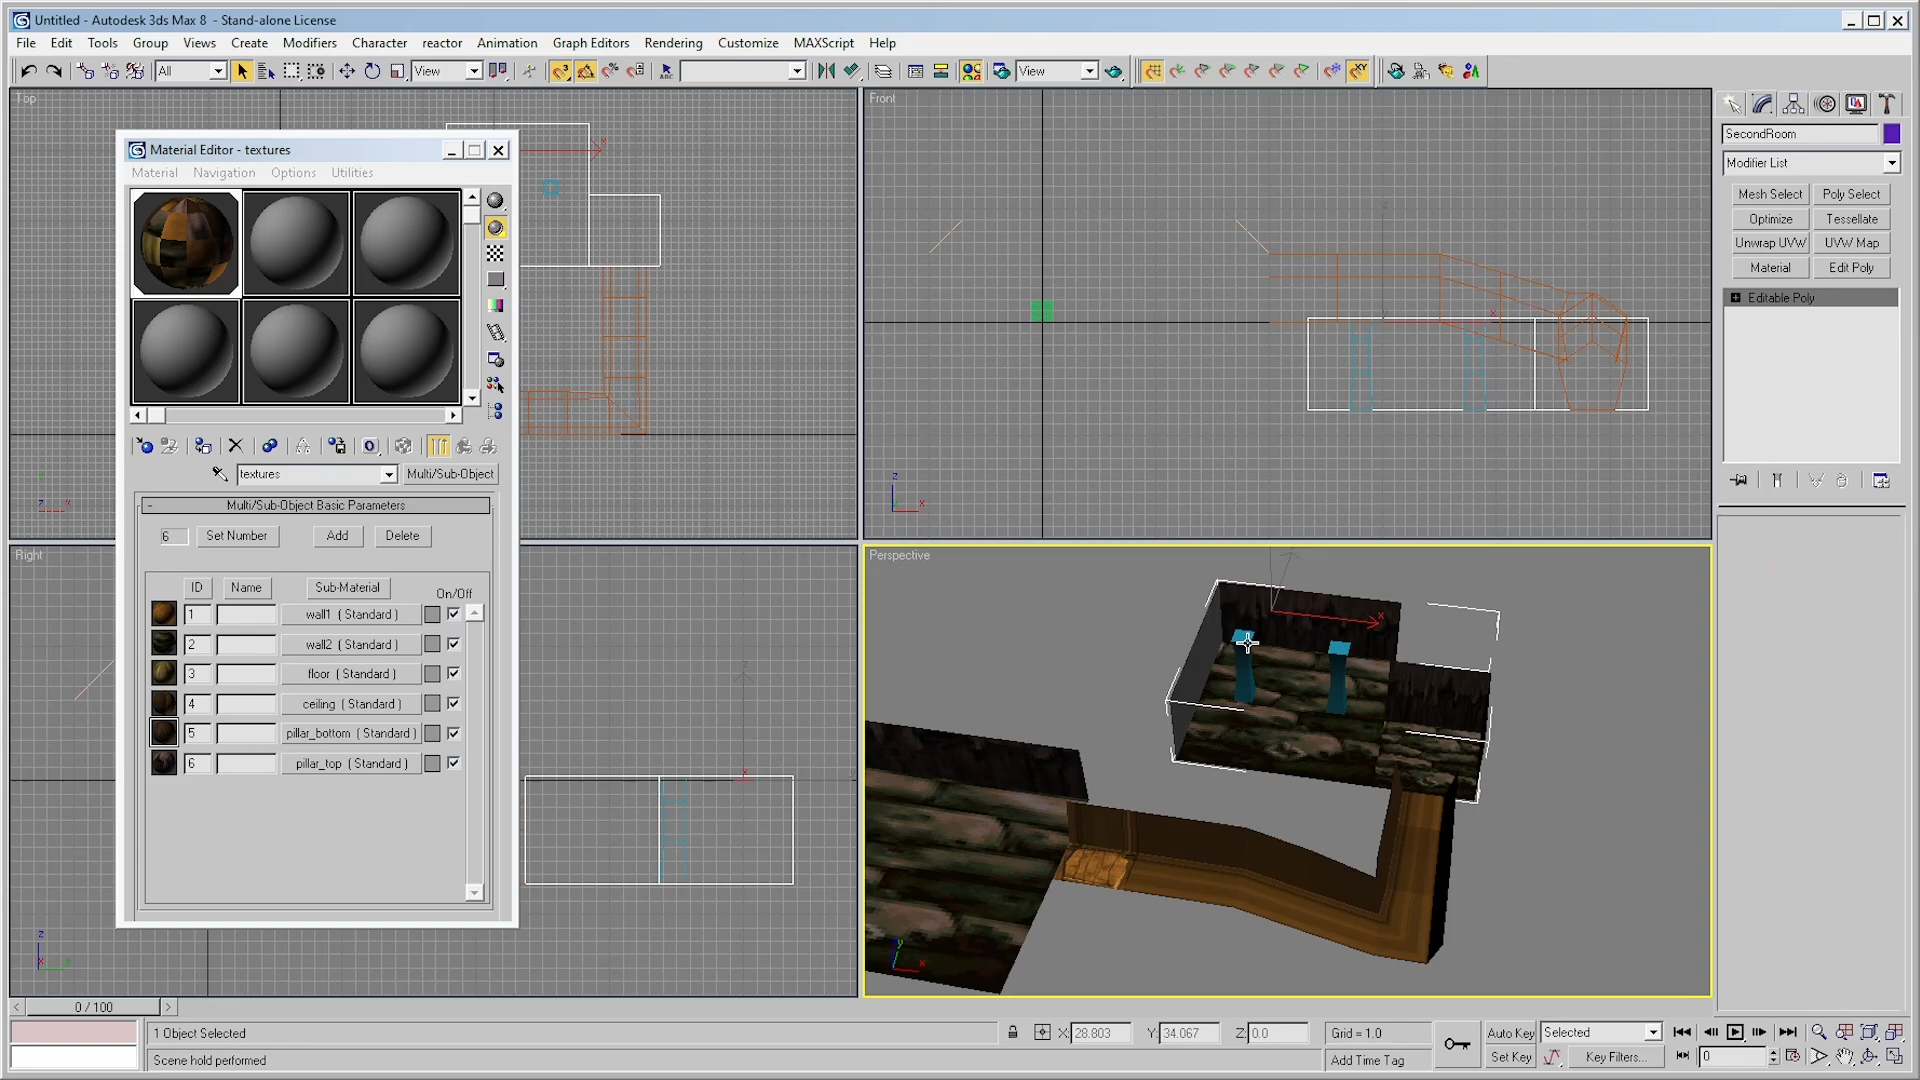 Untitled - Autodesk 3ds Max 8 - Stand-alone License
File Edit Tools Group Views Create Modifiers Character reactor Animation Graph Editors Rendering Customize MAXScript Help
All View View
Top
Front
Right
Perspective
Material Editor - textures
Material Navigation Options Utilities
textures Multi/Sub-Object
- Multi/Sub-Object Basic Parameters
6 Set Number Add Delete
ID Name Sub-Material On/Off
1 wall1 ( Standard )
2 wall2 ( Standard )
3 floor ( Standard )
4 ceiling ( Standard )
5 pillar_bottom ( Standard )
6 pillar_top ( Standard )
SecondRoom
Modifier List
Mesh Select Poly Select
Optimize Tessellate
Unwrap UVW UVW Map
Material Edit Poly
Editable Poly
0 / 100
1 Object Selected X: 28.803 Y: 34.067 Z: 0.0 Grid = 1.0 Auto Key Selected
Scene hold performed Add Time Tag Set Key Key Filters... 0